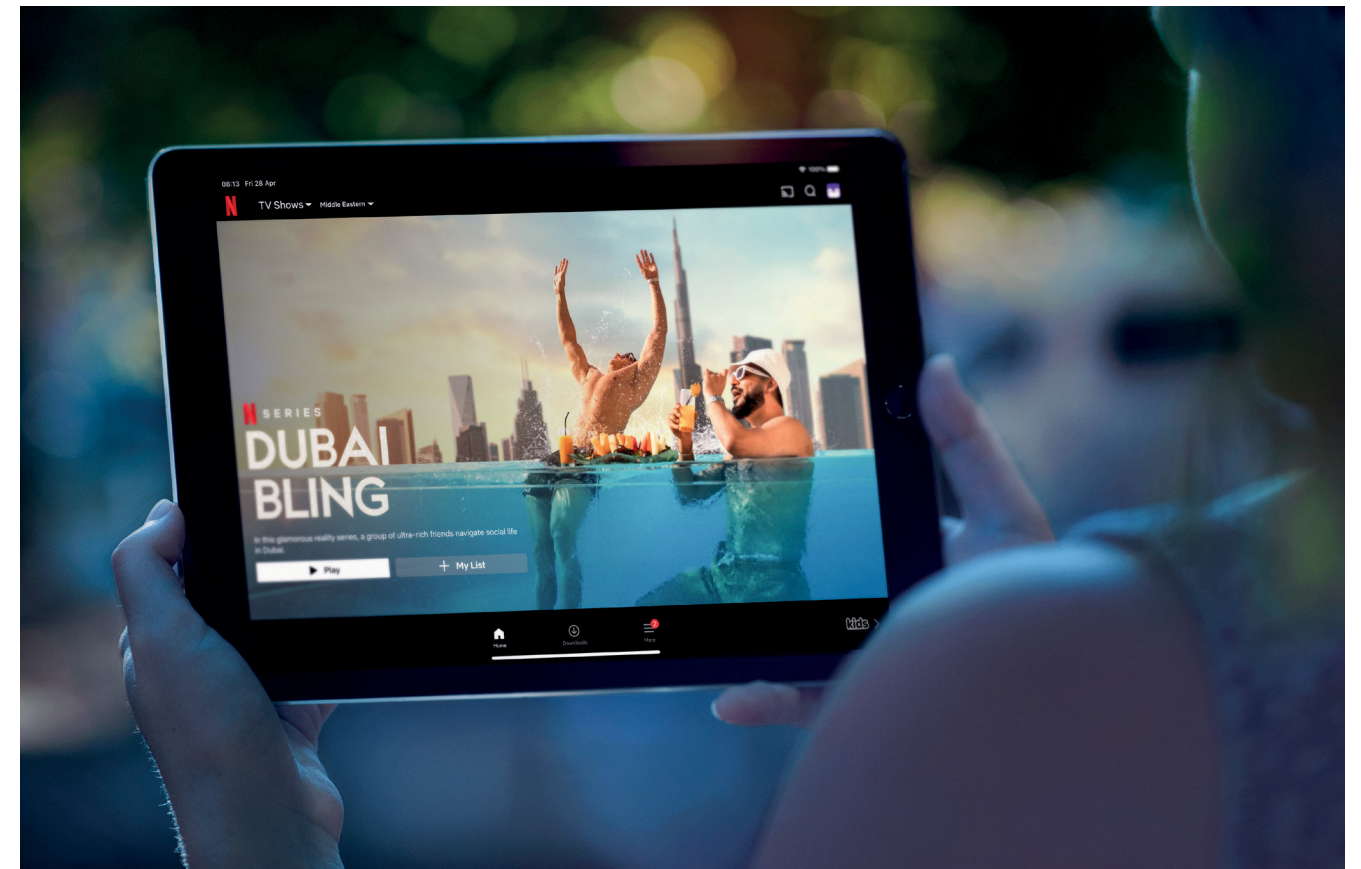 08:13 Fri 28 Apr
100%
N
TV Shows
Middle Eastern
N SERIES
DUBAI
BLING
In this glamorous reality series, a group of ultra-rich friends navigate social life
in Dubai.
Play
+ My List
2
Home
Downloads
More
kids